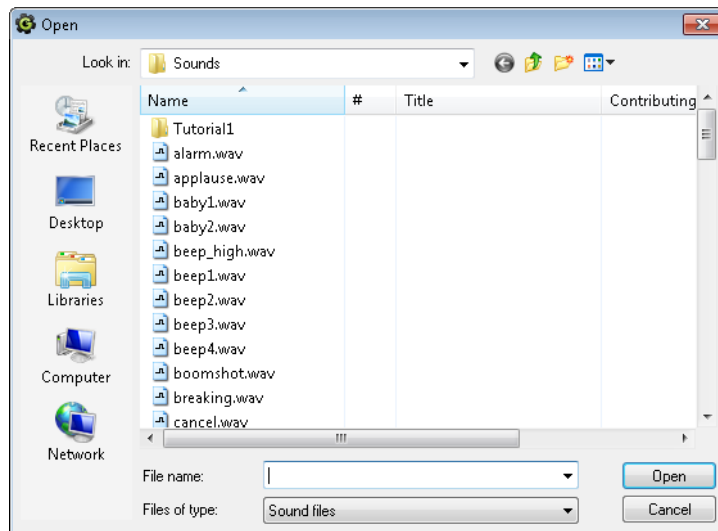 Open
Look in: Sounds
Name # Title Contributing
Tutorial1
alarm.wav
applause.wav
baby1.wav
baby2.wav
beep_high.wav
beep1.wav
beep2.wav
beep3.wav
beep4.wav
boomshot.wav
breaking.wav
cancel.wav
Recent Places
Desktop
Libraries
Computer
Network
File name: Open
Files of type: Sound files Cancel